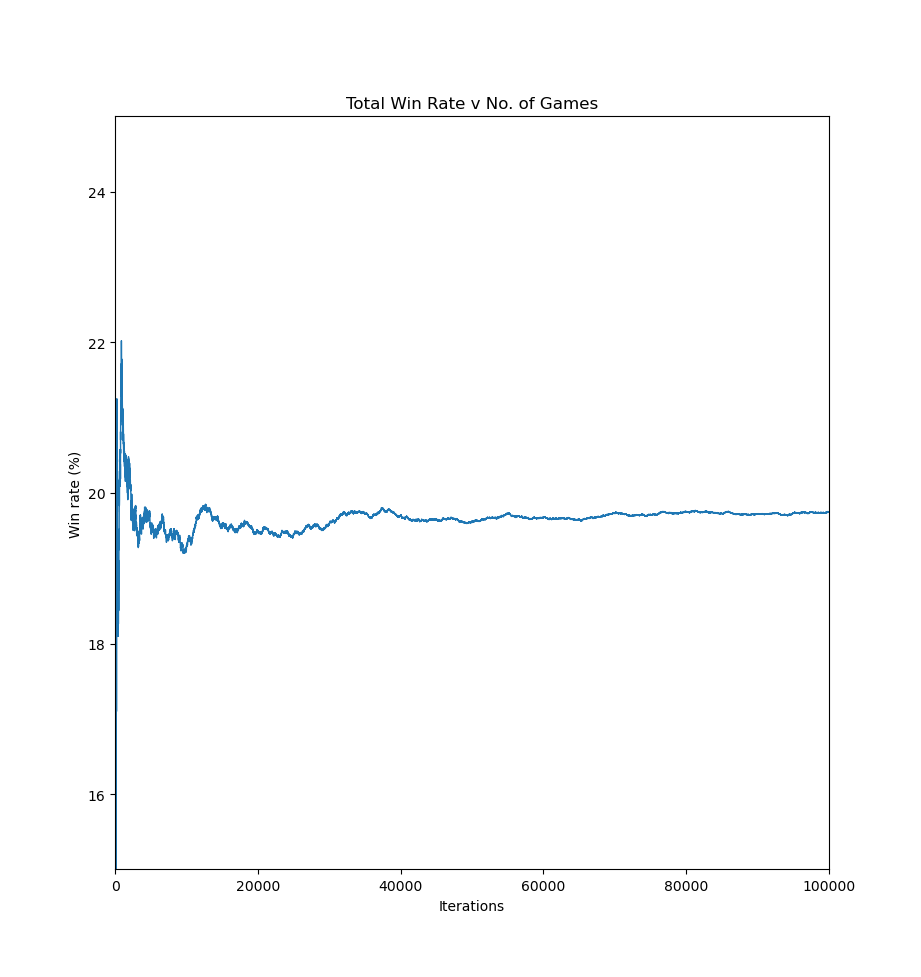 Total Win Rate v No. of Games
24
22
20
18
16
Win rate (%)
0 20000 40000 60000 80000 100000
Iterations